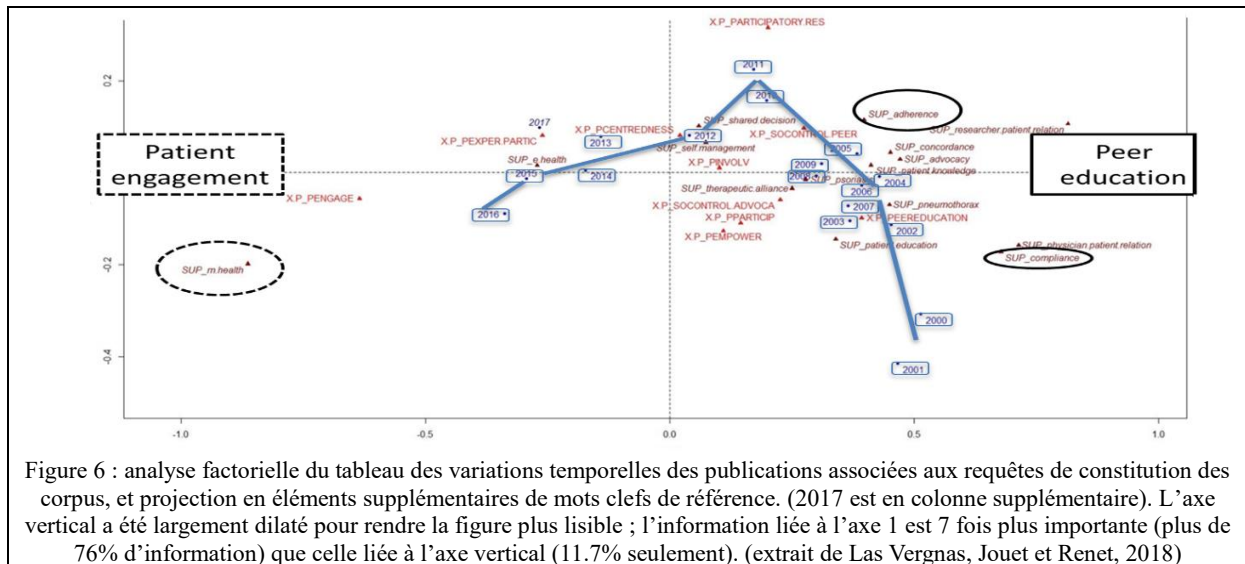 X.P_PARTICIPATORY RES
2011
0.2
2010
SUP_adherence
2017
SUP_shared decision
SUP_researcher.patient.relation
X.P_PCENTREDNESS
2012
X.P_SOCONTROL.PEER
X.P_PEXPER PARTIC
2013
SUP_self.management
2005
SUP_concordance
Patient
engagement
SUP_e.health
X.PINVOLV
2009
SUP_advocacy
SUP_patient knowledge
Peer
education
0.0
2015
2014
2008
2004
SUP_therapeutic.alliance
2006
X.PENGAGE
X.P_SOCONTROL ADVOCA
2007
SUP_pneumothorax
2016
X.P_PPARTICIP
2003
X.P_PEEREDUCATION
X.P_PEMPOWER
2002
SUP_patient.education
SUP_physician.patient relation
-0.2
SUP_m.health
SUP_compliance
2000
-0.4
2001
-1.0
-0.5
0.0
0.5
1.0
Figure 6 : analyse factorielle du tableau des variations temporelles des publications associées aux requêtes de constitution des
corpus, et projection en éléments supplémentaires de mots clefs de référence. (2017 est en colonne supplémentaire). L’axe
vertical a été largement dilaté pour rendre la figure plus lisible ; l’information liée à l’axe 1 est 7 fois plus importante (plus de
76% d’information) que celle liée à l’axe vertical (11.7% seulement). (extrait de Las Vergnas, Jouet et Renet, 2018)